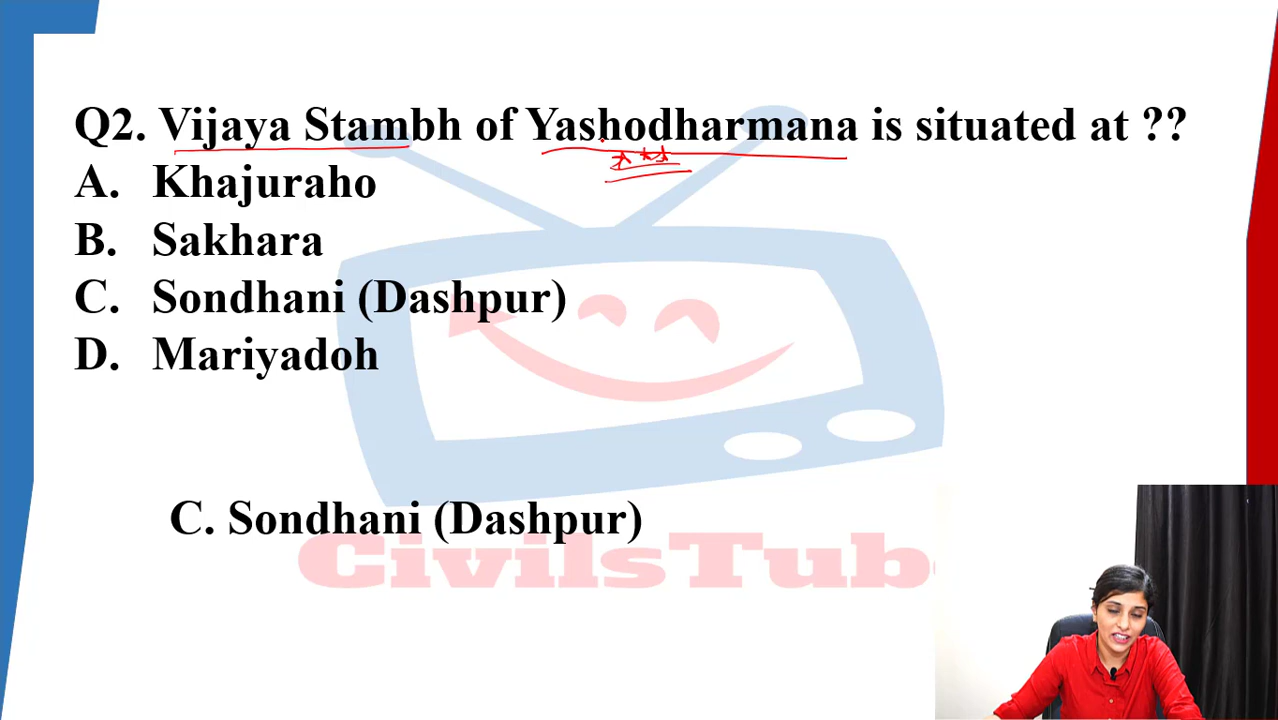 Q2. Vijaya Stambh of Yashodharmana is situated at ??
A. Khajuraho
B. Sakhara
C. Sondhani (Dashpur)
D. Mariyadoh
C. Sondhani (Dashpur)
CivilsTub